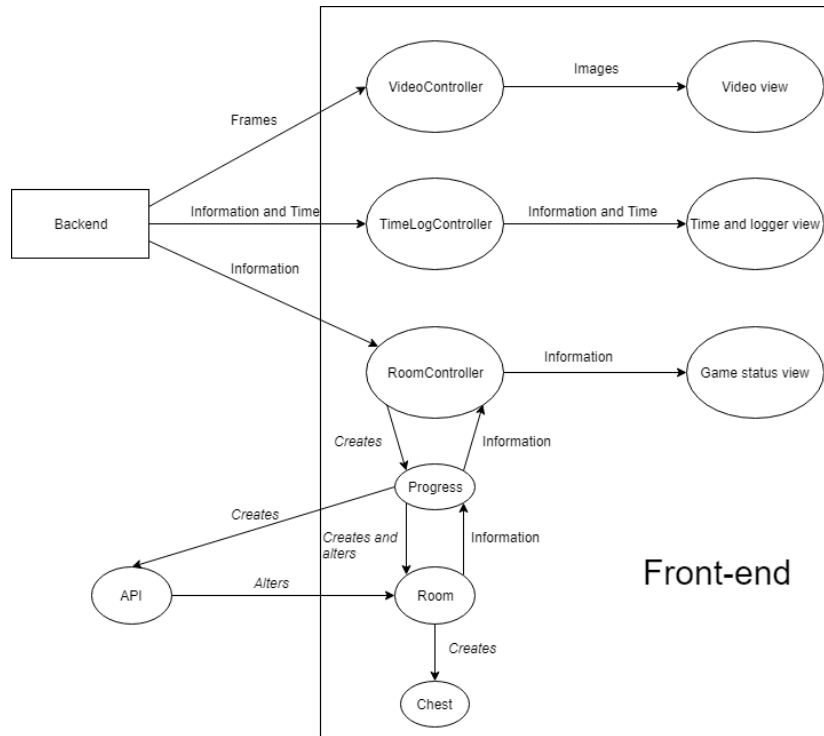 Images
VideoController
Video view
Frames
Backend
Information and Time
TimeLogController
Information and Time
Time and logger view
Information
RoomController
Information
Game status view
Creates
Information
Progress
Creates
Creates and
alters
Information
Front-end
API
Alters
Room
Creates
Chest